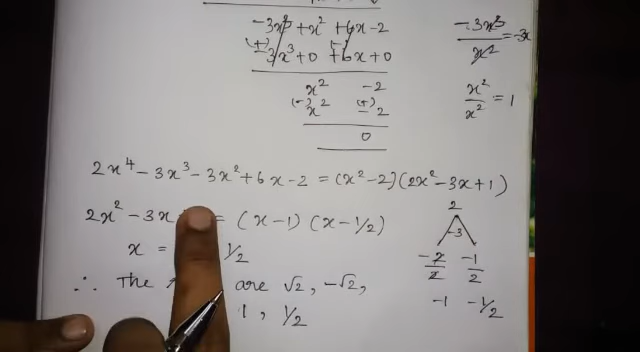 -3x³ + x² + 6x - 2
(+) (-)
-3x³ + 0 + 6x + 0
x² - 2
(-) (+)
x² - 2
0
-3x³/x² = -3x
x²/x² = 1
2x⁴ - 3x³ - 3x² + 6x - 2 = (x² - 2)(2x² - 3x + 1)
2x² - 3x = (x - 1) (x - 1/2)
x = 1/2
∴ The are √2, -√2,
1, 1/2
2
-3
-2/2 -1/2
-1 -1/2